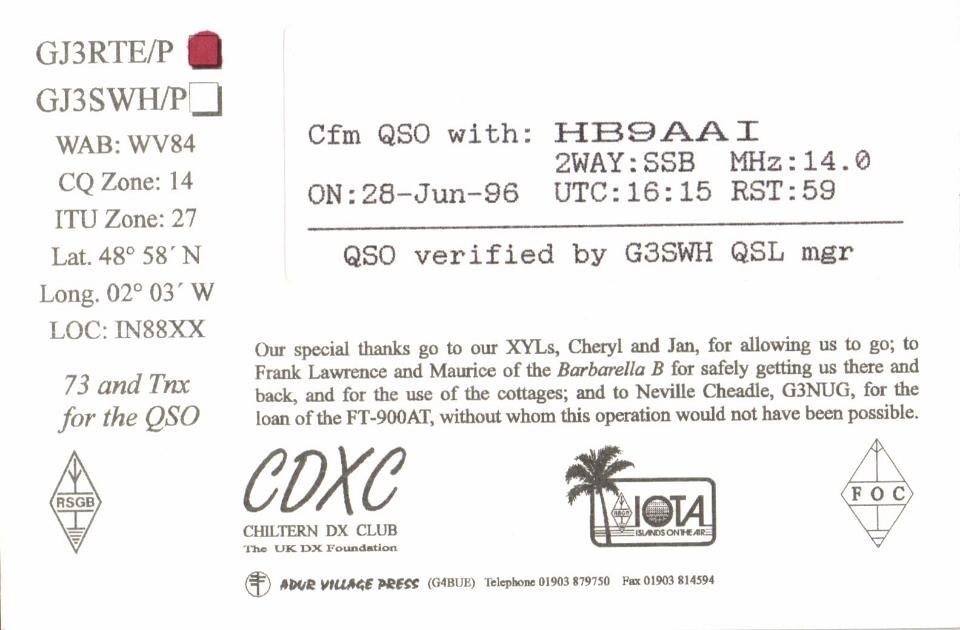 GJ3RTE/P
GJ3SWH/P
WAB: WV84
CQ Zone: 14
ITU Zone: 27
Lat. 48° 58´ N
Long. 02° 03´ W
LOC: IN88XX
73 and Tnx
for the QSO
Cfm QSO with: HB9AAI
2WAY:SSB MHz:14.0
ON:28-Jun-96 UTC:16:15 RST:59
QSO verified by G3SWH QSL mgr
Our special thanks go to our XYLs, Cheryl and Jan, for allowing us to go; to
Frank Lawrence and Maurice of the Barbarella B for safely getting us there and
back, and for the use of the cottages; and to Neville Cheadle, G3NUG, for the
loan of the FT-900AT, without whom this operation would not have been possible.
RSGB
CDXC
CHILTERN DX CLUB
The UK DX Foundation
RSGB
IOTA
ISLANDS ON THE AIR
FOC
ADUR VILLAGE PRESS (G4BUE) Telephone 01903 879750 Fax 01903 814594